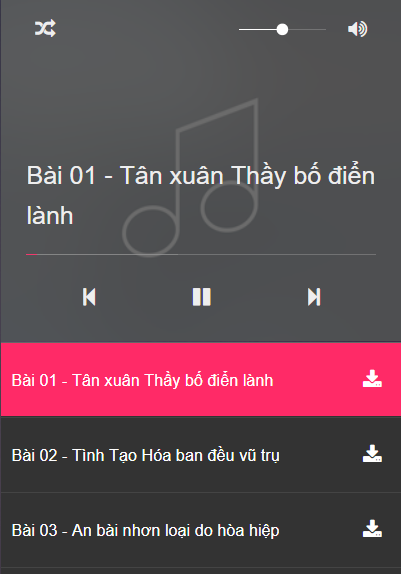 Bài 01 - Tân xuân Thầy bố điển
lành
Bài 01 - Tân xuân Thầy bố điển lành
Bài 02 - Tình Tạo Hóa ban đều vũ trụ
Bài 03 - An bài nhơn loại do hòa hiệp